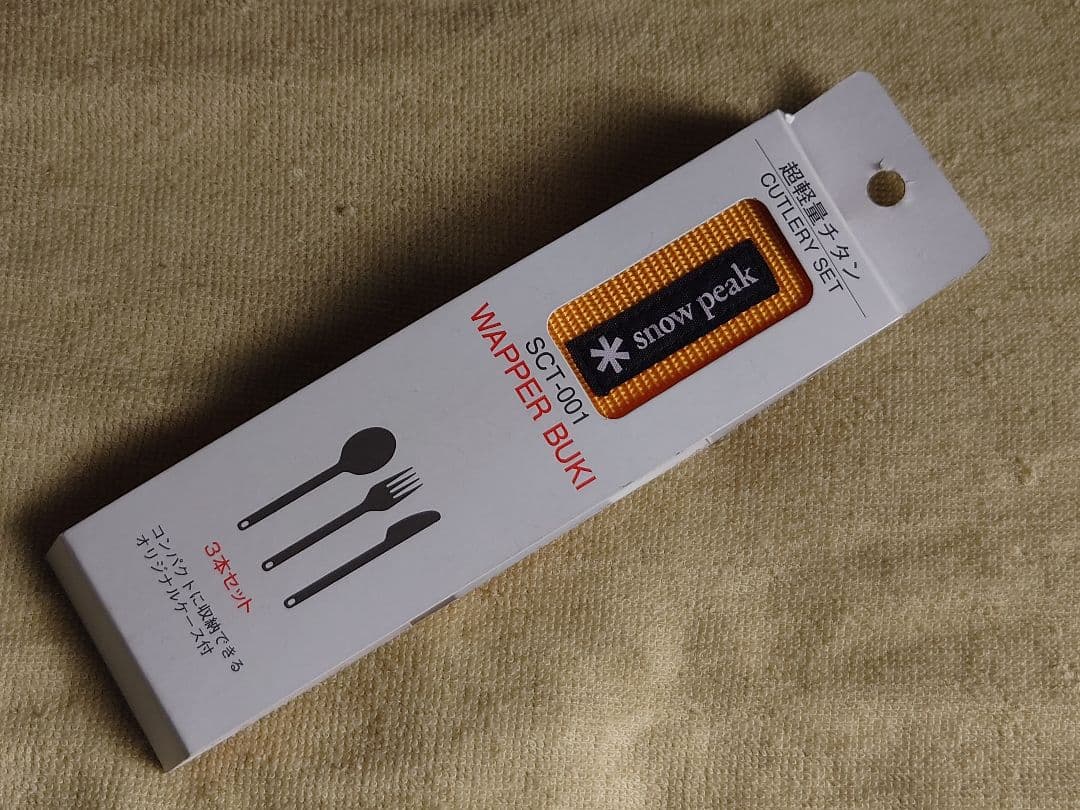 超軽量チタン
CUTLERY SET
snow peak
SCT-001
WAPPER BUKI
3本セット
コンパクトに収納できる
オリジナルケース付